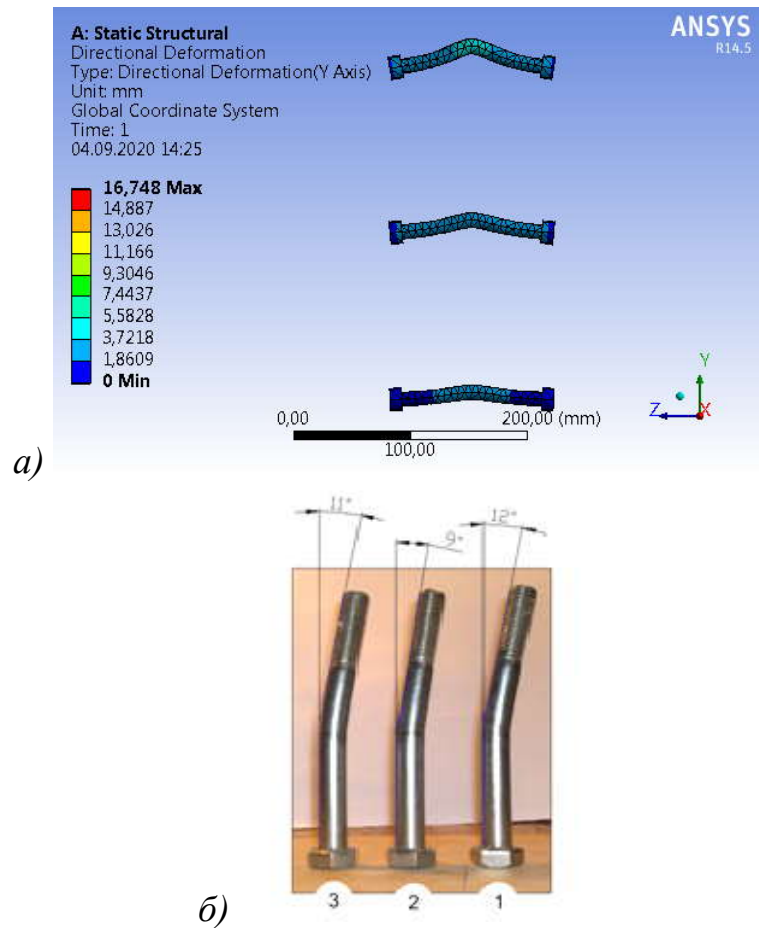 A: Static Structural
Directional Deformation
Type: Directional Deformation(Y Axis)
Unit: mm
Global Coordinate System
Time: 1
04.09.2020 14:25
ANSYS
R14.5
16,748 Max
14,887
13,026
11,166
9,3046
7,4437
5,5828
3,7218
1,8609
0 Min
0,00
200,00 (mm)
100,00
Y
Z
X
а)
11°
9°
12°
3
2
1
б)